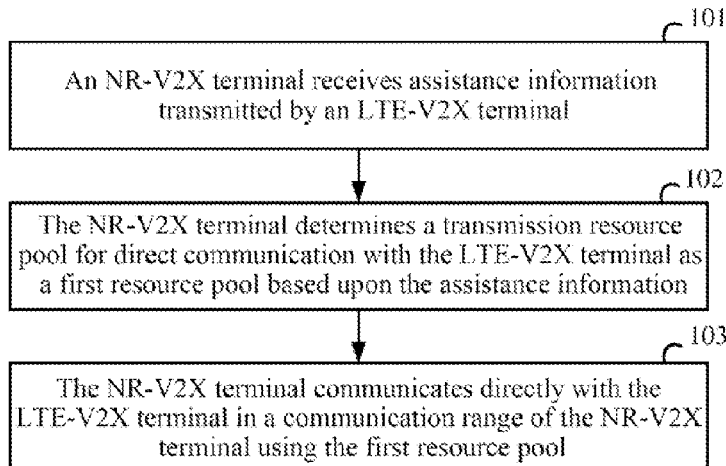 101
An NR-V2X terminal receives assistance information
transmitted by an LTE-V2X terminal
102
The NR-V2X terminal determines a transmission resource
pool for direct communication with the LTE-V2X terminal as
a first resource pool based upon the assistance information
103
The NR-V2X terminal communicates directly with the
LTE-V2X terminal in a communication range of the NR-V2X
terminal using the first resource pool